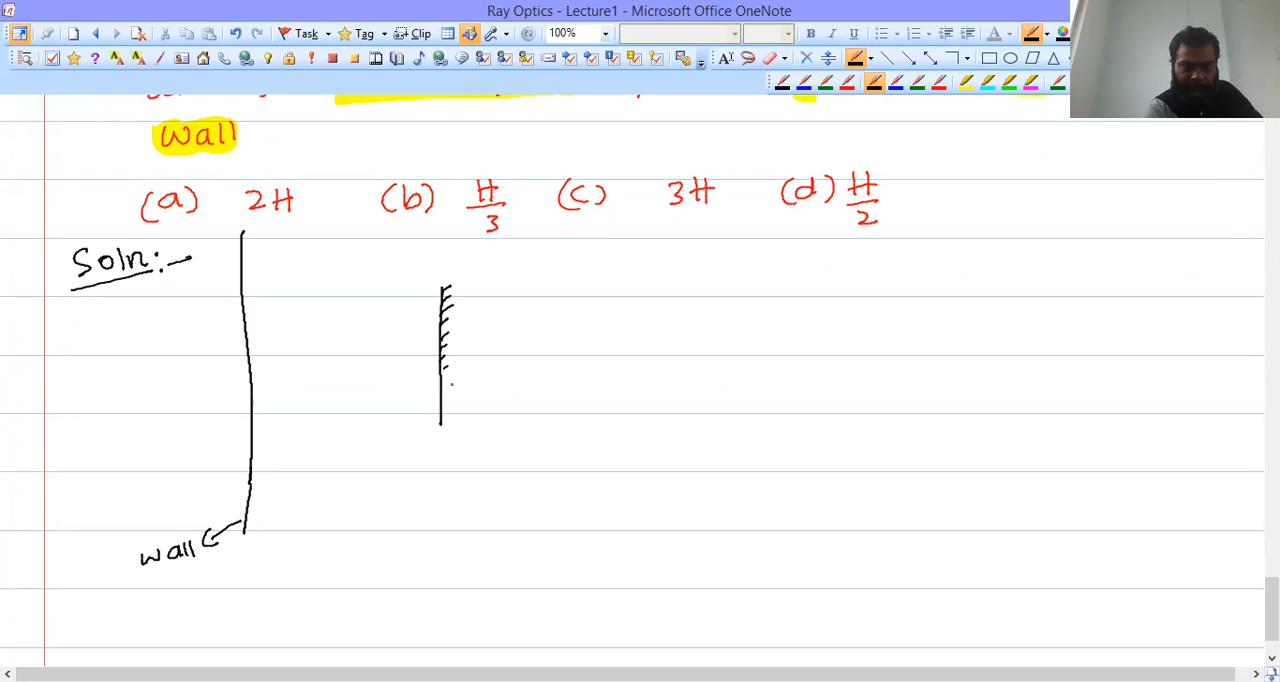 Ray Optics - Lecture1 - Microsoft Office OneNote
Task Tag Clip 100%
B I U A
wall
(a) 2H (b) H/3 (c) 3H (d) H/2
Soln:-
wall